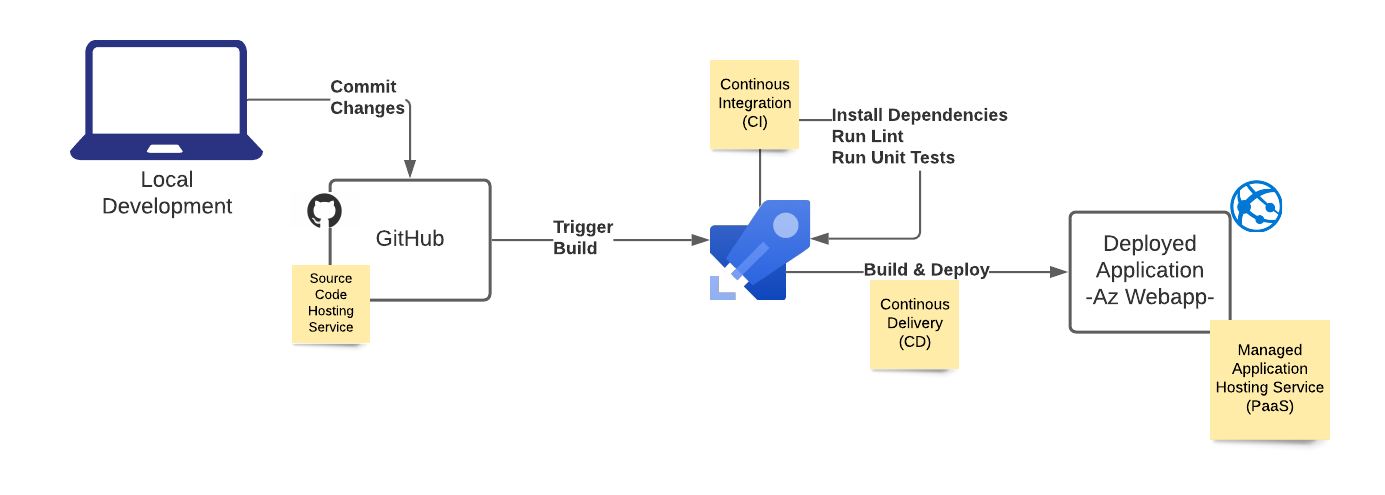 Commit
Changes
Local
Development
GitHub
Source
Code
Hosting
Service
Trigger
Build
Continous
Integration
(CI)
Install Dependencies
Run Lint
Run Unit Tests
Build & Deploy
Continous
Delivery
(CD)
Deployed
Application
-Az Webapp-
Managed
Application
Hosting Service
(PaaS)